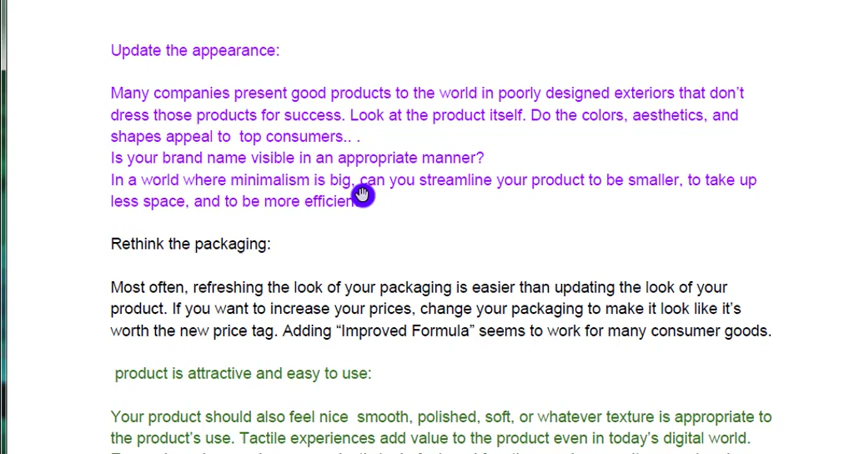 Update the appearance:
Many companies present good products to the world in poorly designed exteriors that don't
dress those products for success. Look at the product itself. Do the colors, aesthetics, and
shapes appeal to  top consumers.. .
Is your brand name visible in an appropriate manner?
In a world where minimalism is big, can you streamline your product to be smaller, to take up
less space, and to be more
Rethink the packaging:
Most often, refreshing the look of your packaging is easier than updating the look of your
product. If you want to increase your prices, change your packaging to make it look like it's
worth the new price tag. Adding “Improved Formula” seems to work for many consumer goods.
product is attractive and easy to use:
Your product should also feel nice  smooth, polished, soft, or whatever texture is appropriate to
the product's use. Tactile experiences add value to the product even in today's digital world.